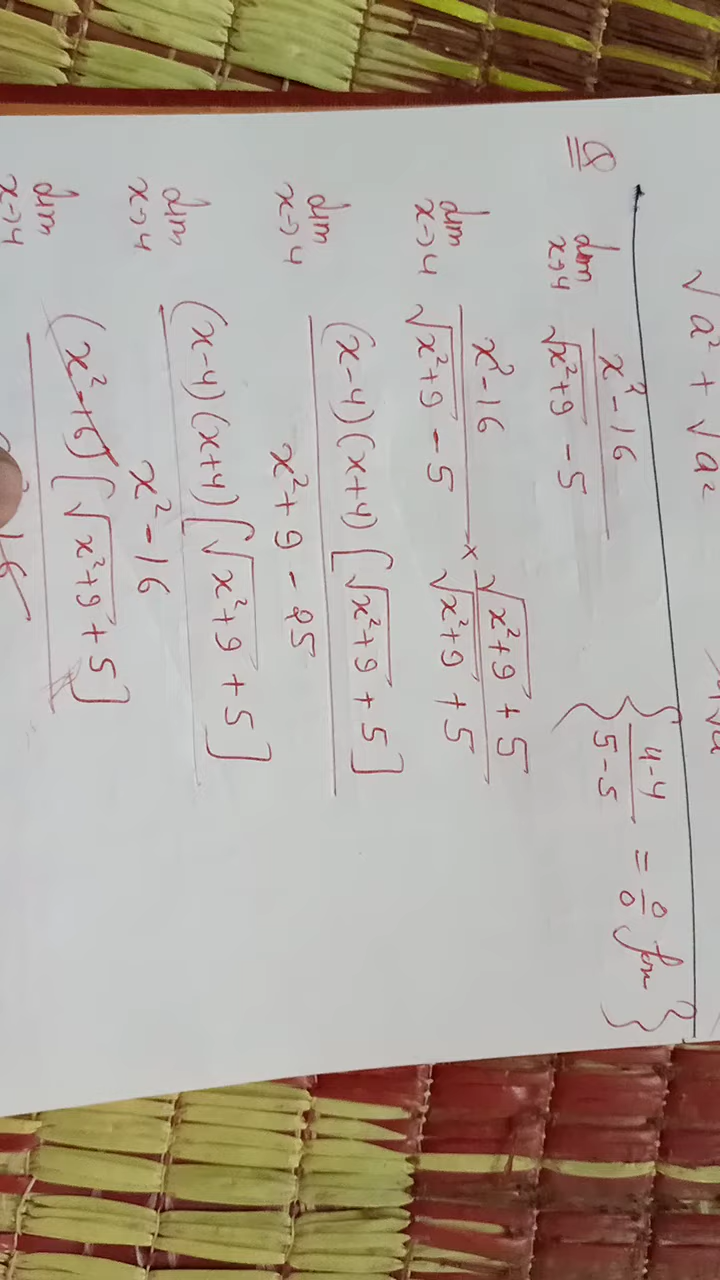 √a² + √a²
Q lim x→4 x²-16 / √x²+9 - 5 { 4-4 / 5-5 = 0/0 form }
lim x→4 x²-16 / √x²+9 - 5 × √x²+9 + 5 / √x²+9 + 5
lim x→4 (x-4)(x+4)[√x²+9 + 5] / x²+9-25
lim x→4 (x-4)(x+4)[√x²+9 + 5] / x²-16
lim x→4 (x²-16)[√x²+9 + 5]